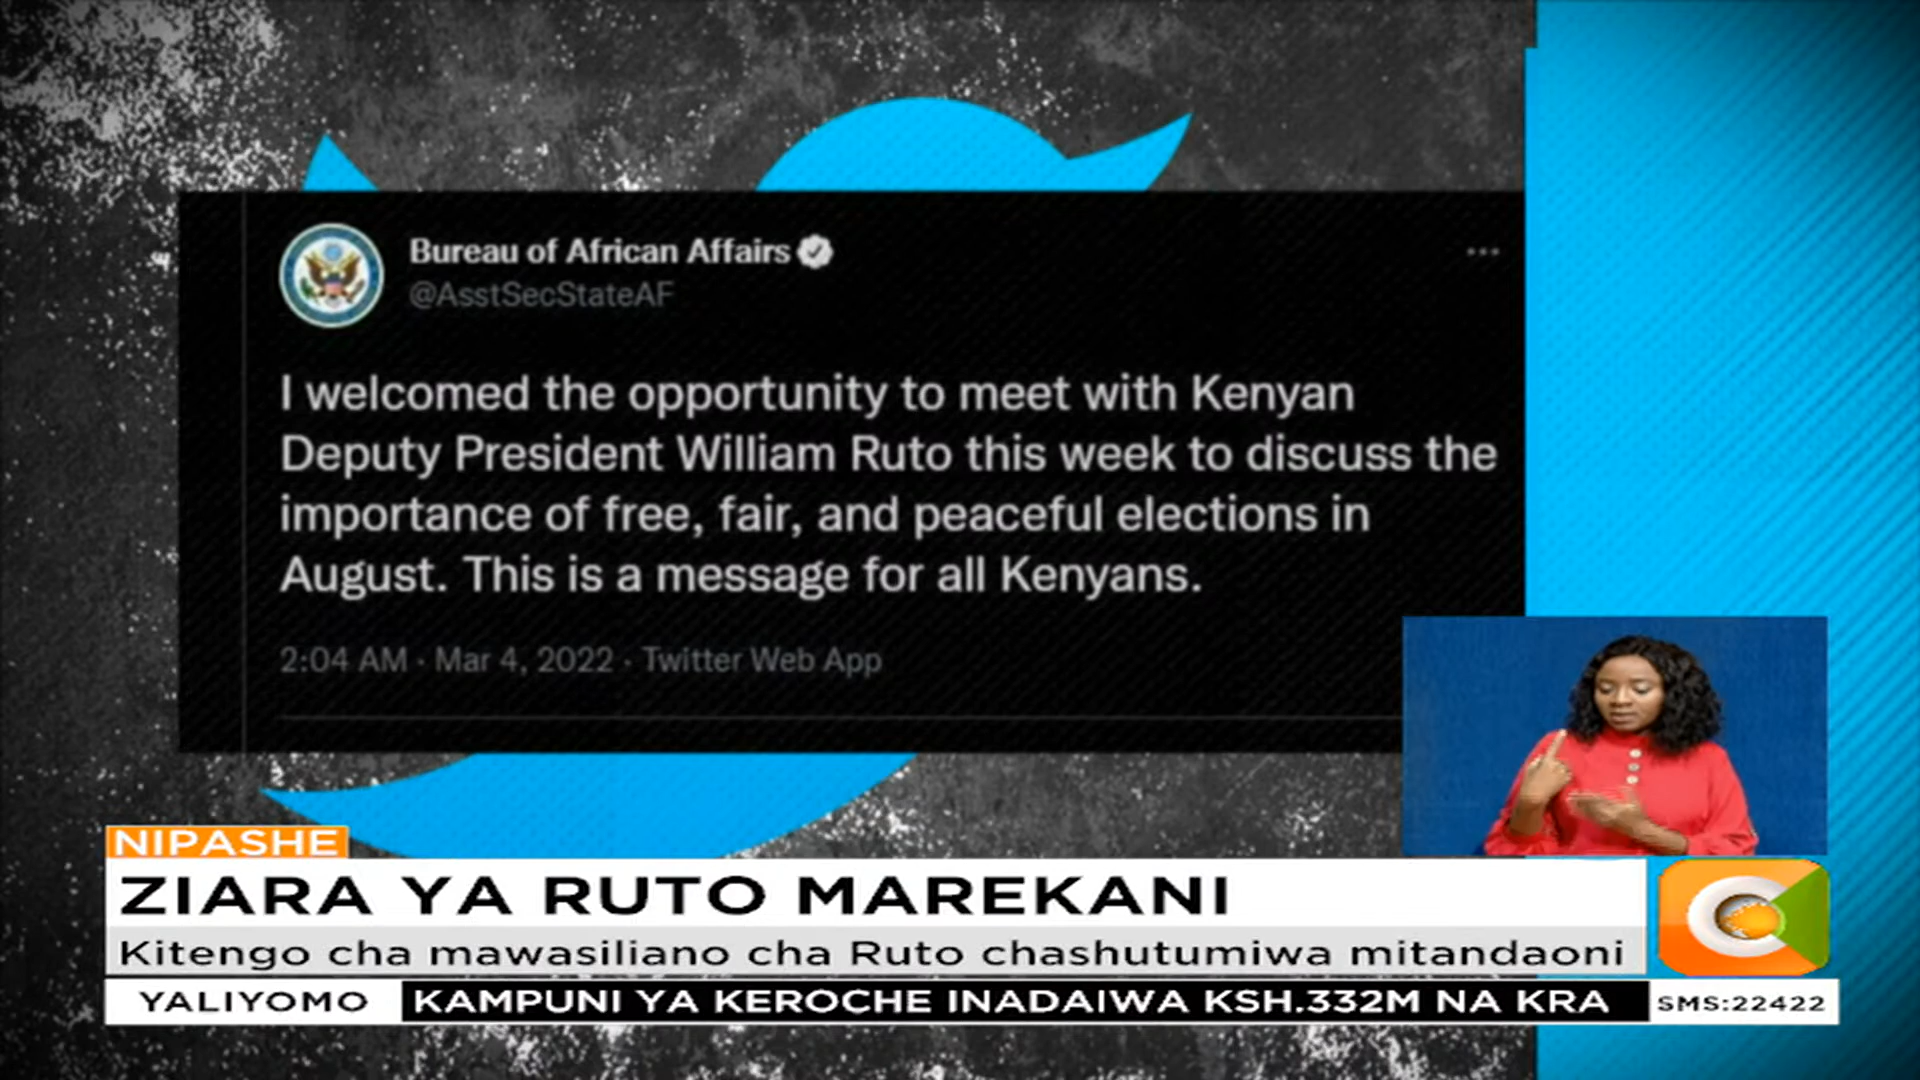 Bureau of African Affairs
@AsstSecStateAF
I welcomed the opportunity to meet with Kenyan
Deputy President William Ruto this week to discuss the
importance of free, fair, and peaceful elections in
August. This is a message for all Kenyans.
2:04 AM · Mar 4, 2022 · Twitter Web App
NIPASHE
ZIARA YA RUTO MAREKANI
Kitengo cha mawasiliano cha Ruto chashutumiwa mitandaoni
YALIYOMO KAMPUNI YA KEROCHE INADAIWA KSH.332M NA KRA SMS:22422